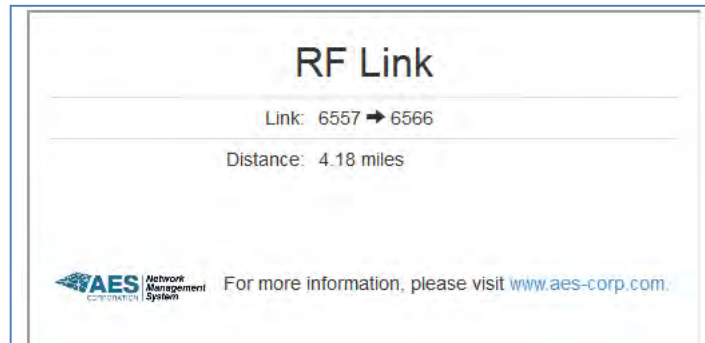 RF Link
Link: 6557 ➔ 6566
Distance: 4.18 miles
AES CORPORATION Network Management System
For more information, please visit www.aes-corp.com.